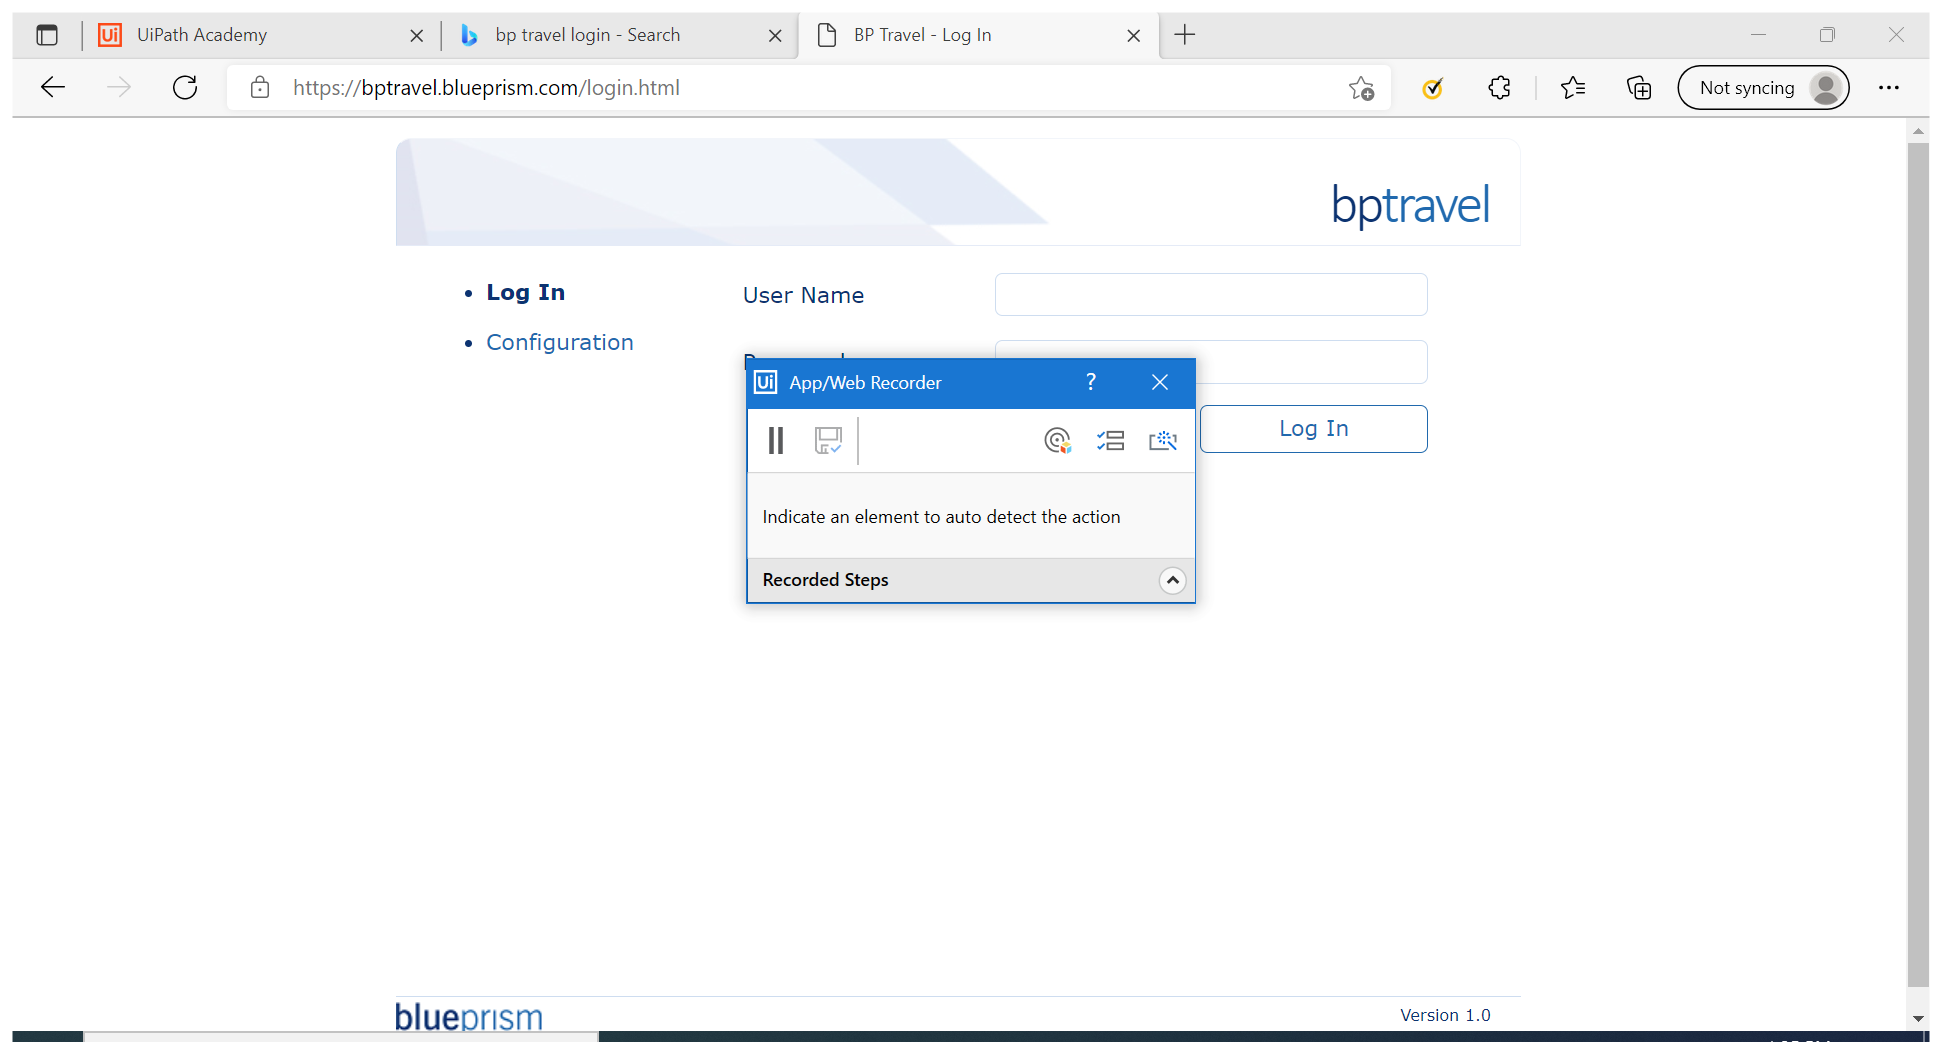 UiPath Academy
bp travel login - Search
BP Travel - Log In
https://bptravel.blueprism.com/login.html
Not syncing
bptravel
Log In
User Name
Configuration
Ui App/Web Recorder ?
Log In
Indicate an element to auto detect the action
Recorded Steps
blueprism
Version 1.0